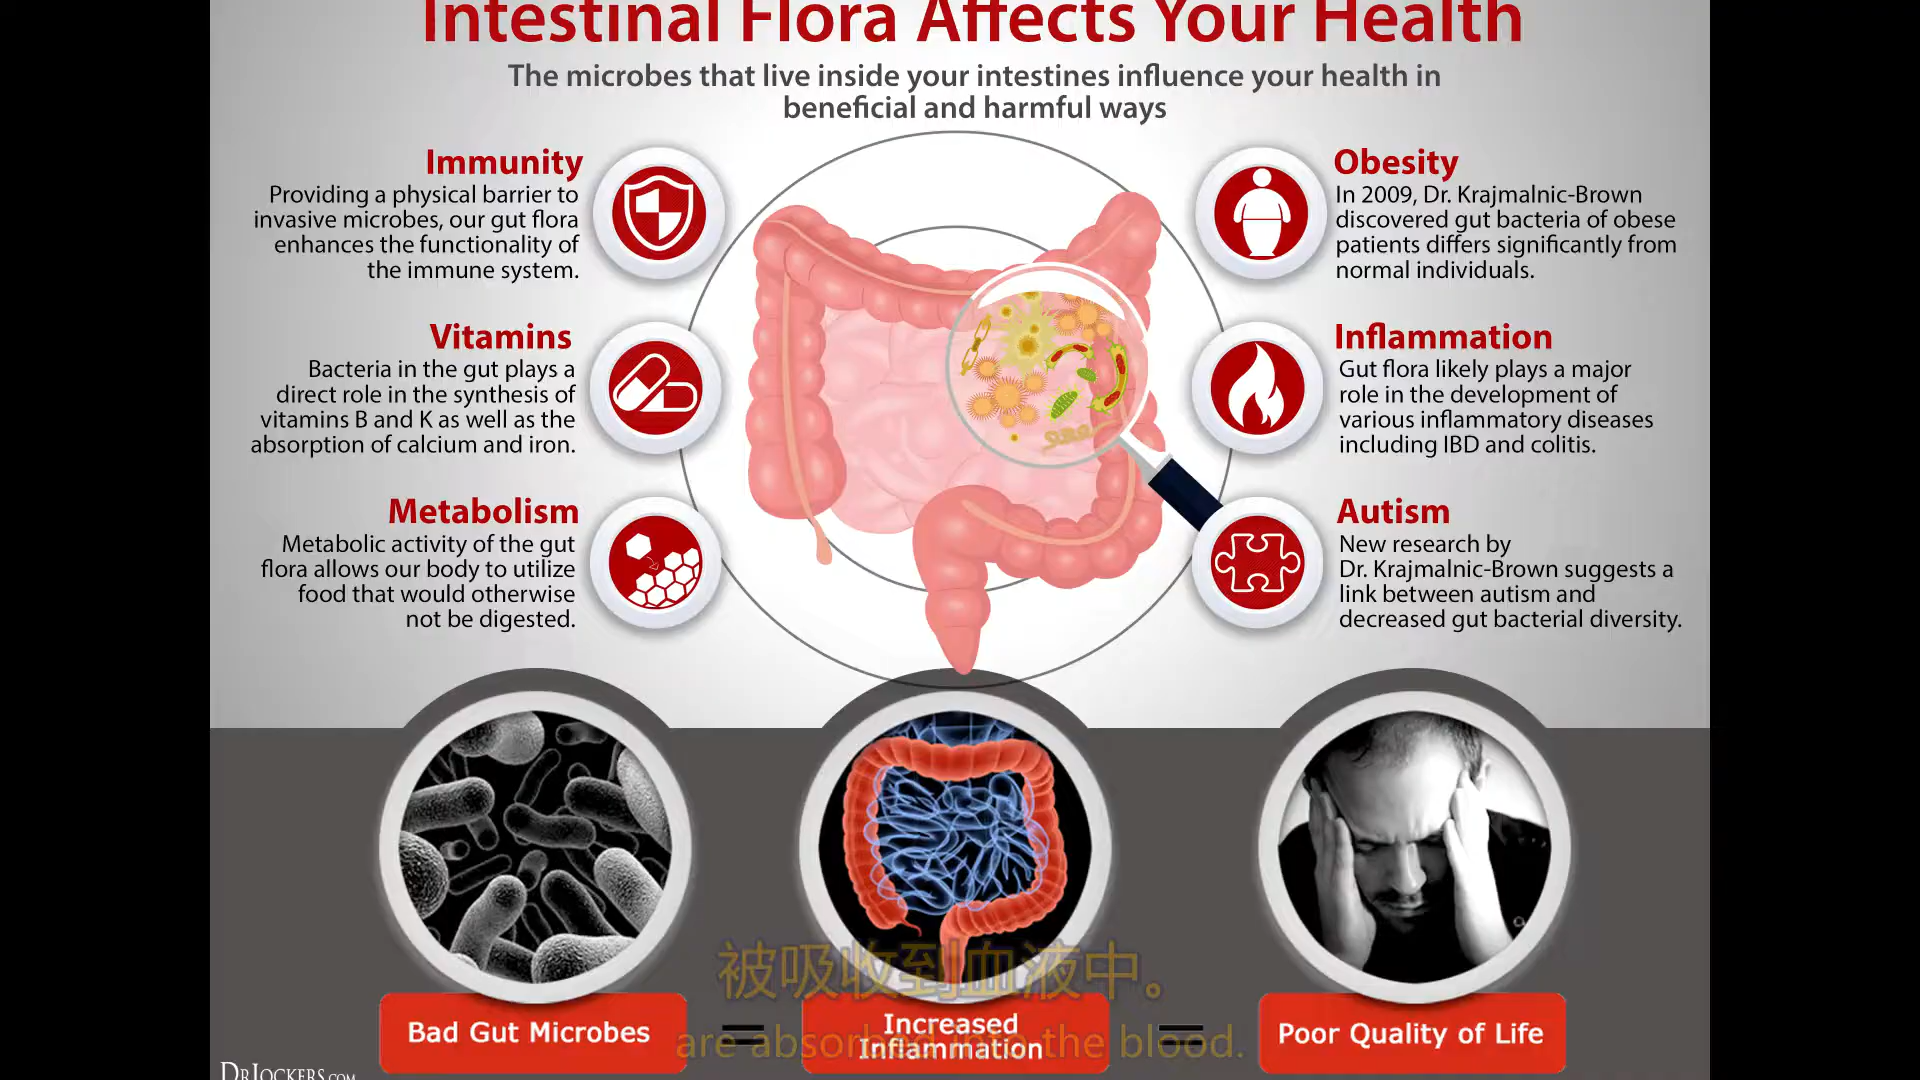 Intestinal Flora Affects Your Health
The microbes that live inside your intestines influence your health in
beneficial and harmful ways
Immunity
Providing a physical barrier to
invasive microbes, our gut flora
enhances the functionality of
the immune system.
Vitamins
Bacteria in the gut plays a
direct role in the synthesis of
vitamins B and K as well as the
absorption of calcium and iron.
Metabolism
Metabolic activity of the gut
flora allows our body to utilize
food that would otherwise
not be digested.
Obesity
In 2009, Dr. Krajmalnic-Brown
discovered gut bacteria of obese
patients differs significantly from
normal individuals.
Inflammation
Gut flora likely plays a major
role in the development of
various inflammatory diseases
including IBD and colitis.
Autism
New research by
Dr. Krajmalnic-Brown suggests a
link between autism and
decreased gut bacterial diversity.
Bad Gut Microbes
=
Increased
Inflammation
=
Poor Quality of Life
被吸收到血液中。
are absorbed into the blood.
DRJOCKERS.COM